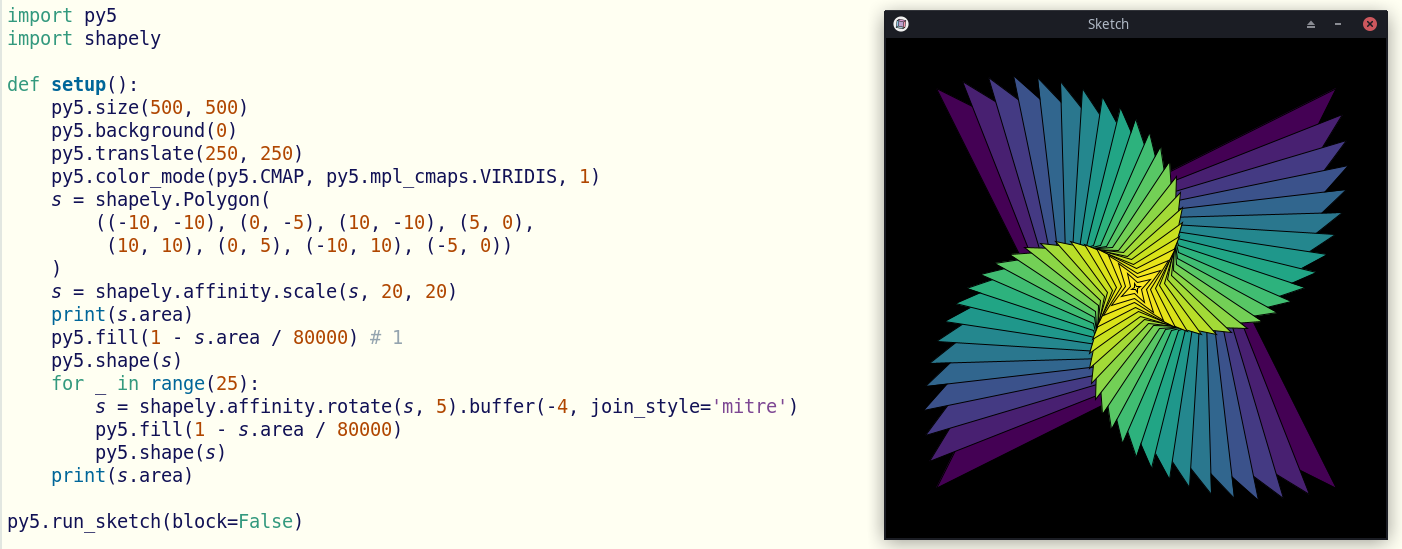 import py5
import shapely

def setup():
    py5.size(500, 500)
    py5.background(0)
    py5.translate(250, 250)
    py5.color_mode(py5.CMAP, py5.mpl_cmaps.VIRIDIS, 1)
    s = shapely.Polygon(
        ((-10, -10), (0, -5), (10, -10), (5, 0),
         (10, 10), (0, 5), (-10, 10), (-5, 0))
    )
    s = shapely.affinity.scale(s, 20, 20)
    print(s.area)
    py5.fill(1 - s.area / 80000) # 1
    py5.shape(s)
    for _ in range(25):
        s = shapely.affinity.rotate(s, 5).buffer(-4, join_style='mitre')
        py5.fill(1 - s.area / 80000)
        py5.shape(s)
    print(s.area)

py5.run_sketch(block=False)
Sketch